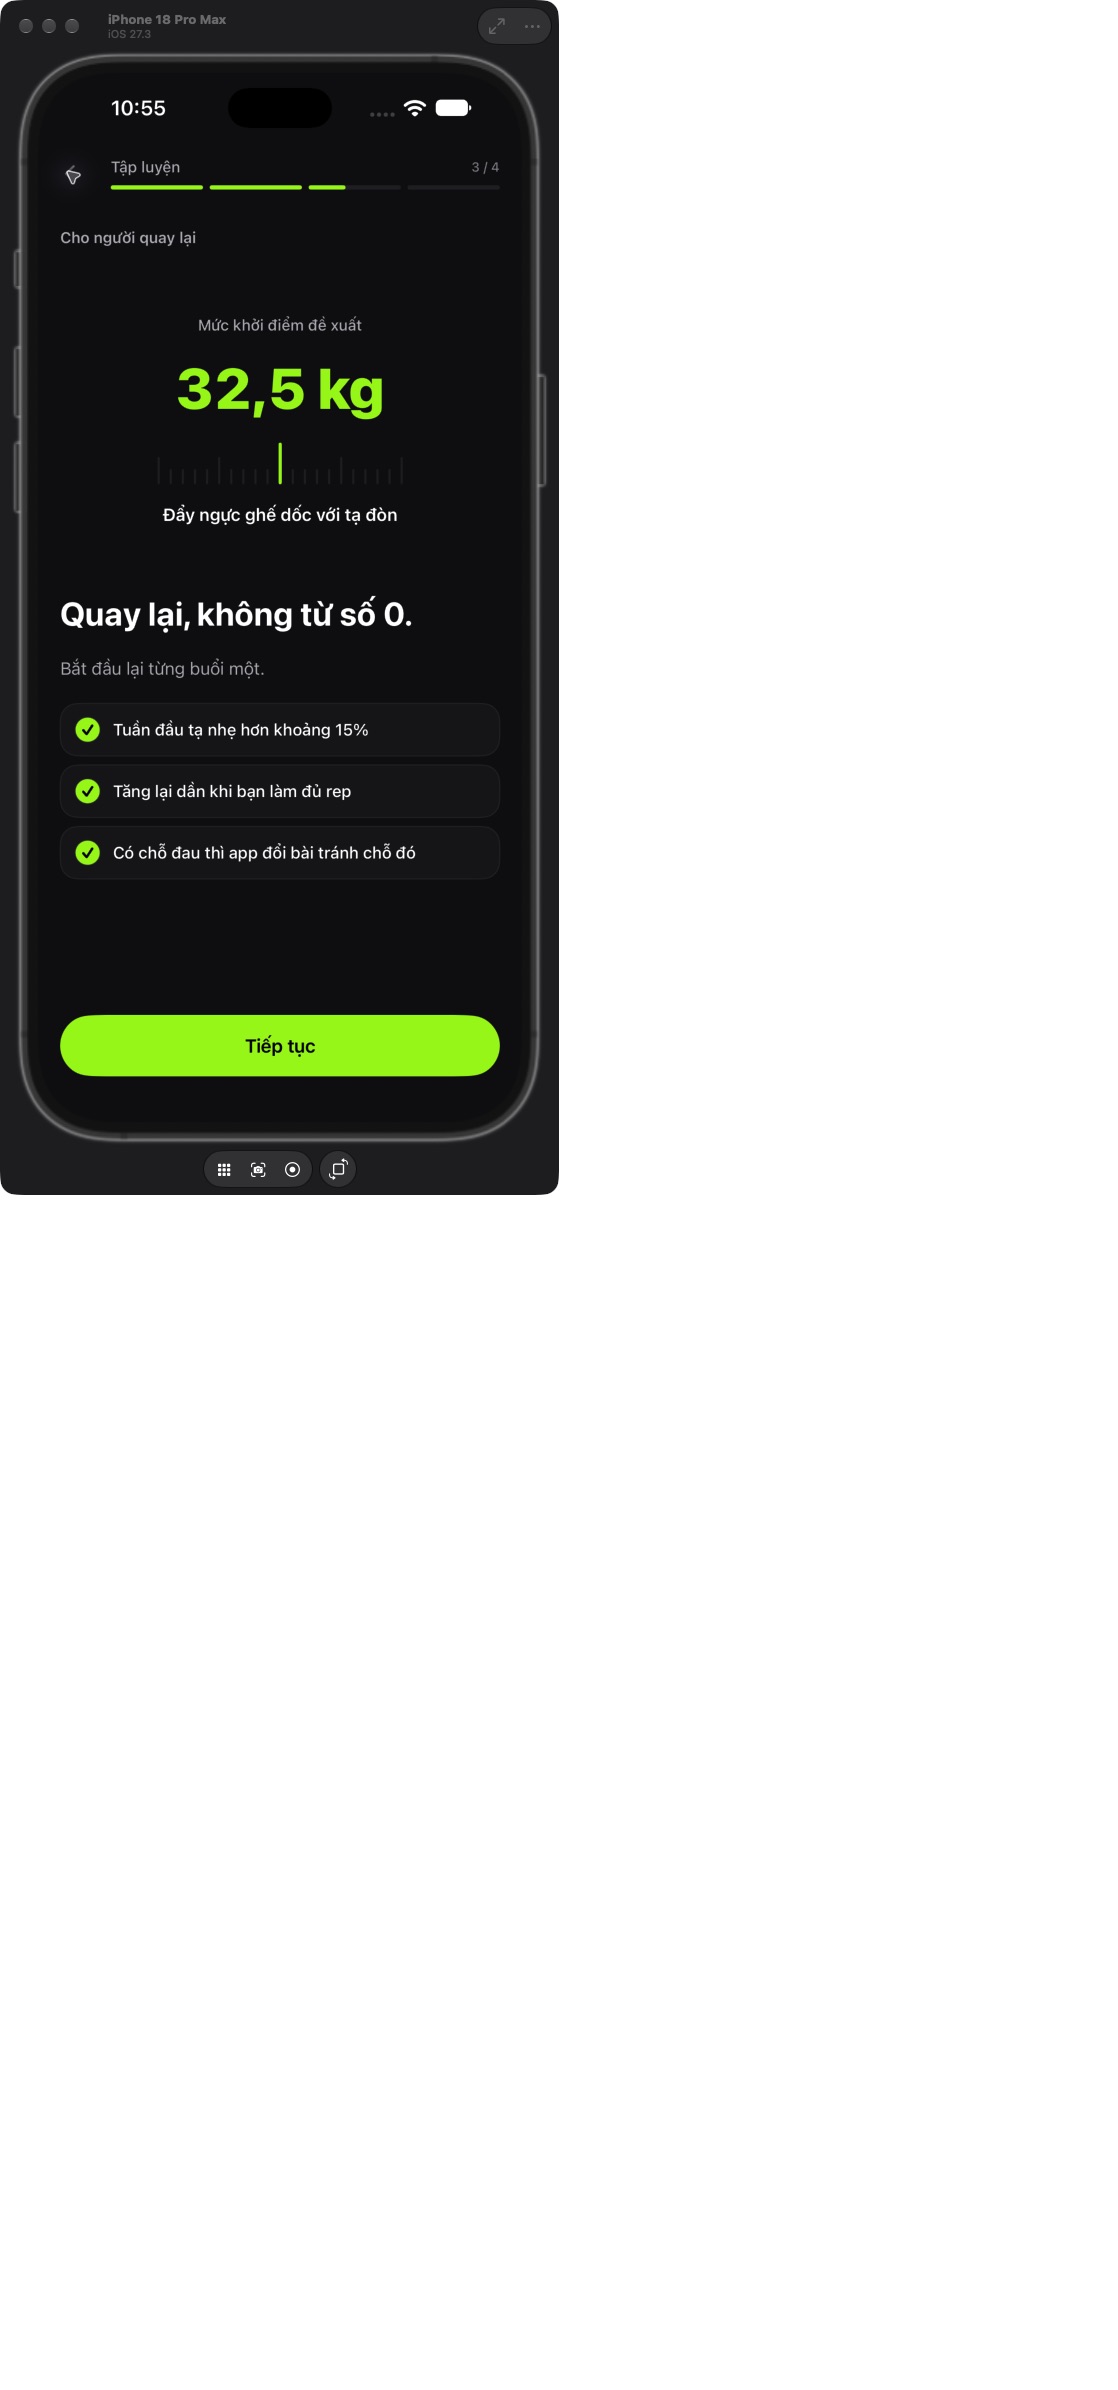 iPhone 18 Pro Max
iOS 27.3
10:55
Tập luyện
3 / 4
Cho người quay lại
Mức khởi điểm đề xuất
32,5 kg
Đẩy ngực ghế dốc với tạ đòn
Quay lại, không từ số 0.
Bắt đầu lại từng buổi một.
Tuần đầu tạ nhẹ hơn khoảng 15%
Tăng lại dần khi bạn làm đủ rep
Có chỗ đau thì app đổi bài tránh chỗ đó
Tiếp tục